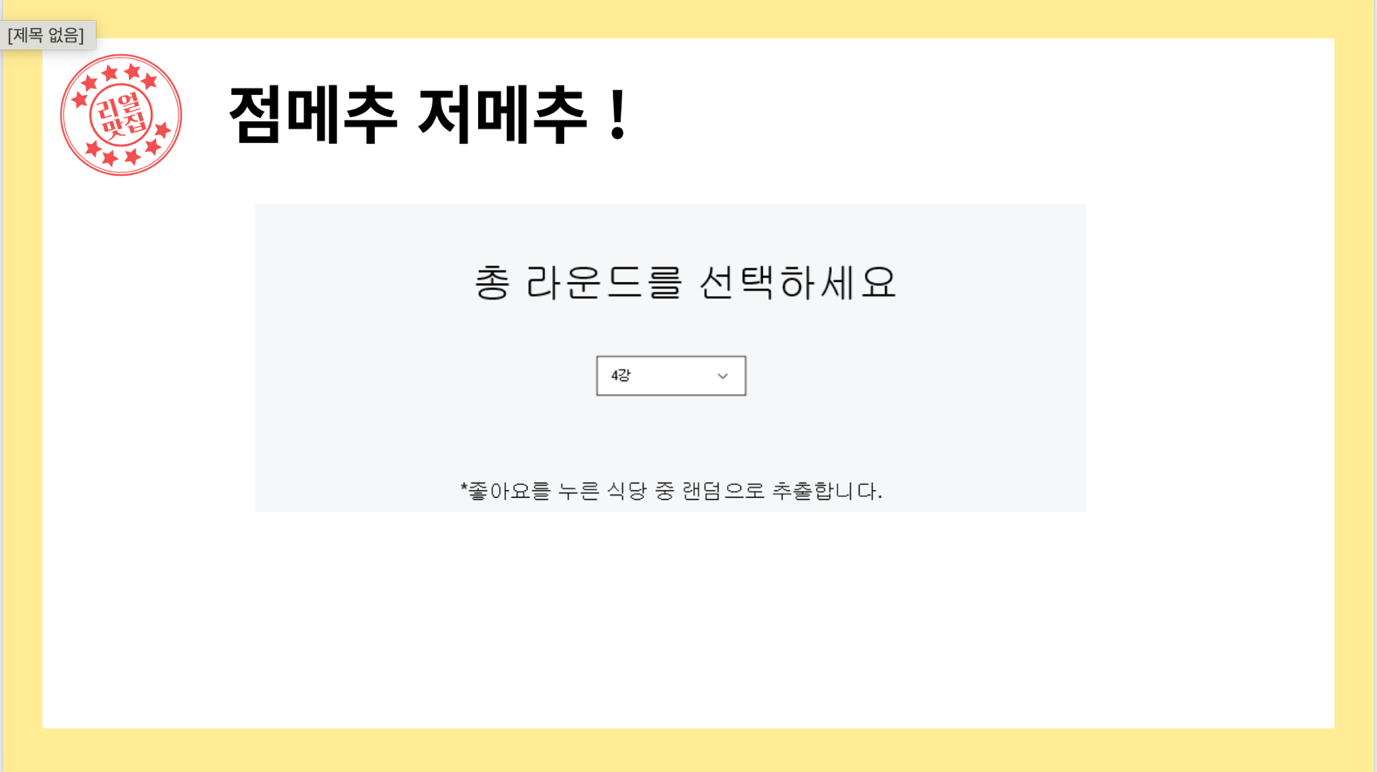 [제목 없음]
리얼
맛집
점메추 저메추 !
총 라운드를 선택하세요
4강
*좋아요를 누른 식당 중 랜덤으로 추출합니다.